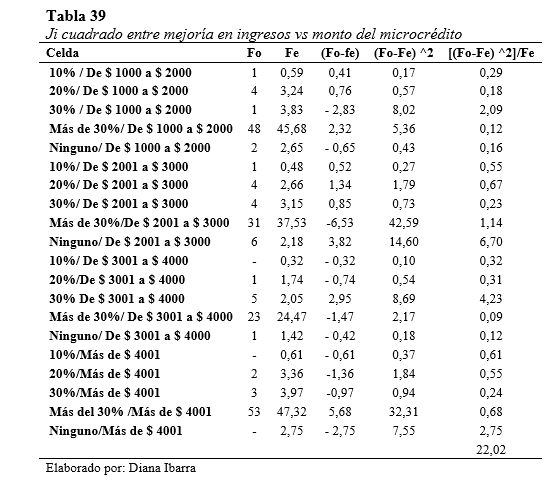 Tabla 39
Ji cuadrado entre mejoría en ingresos vs monto del microcrédito
Celda Fo Fe (Fo-fe) (Fo-Fe) ^2 [(Fo-Fe) ^2]/Fe
10% / De $ 1000 a $ 2000 1 0,59 0,41 0,17 0,29
20%/ De $ 1000 a $ 2000 4 3,24 0,76 0,57 0,18
30% / De $ 1000 a $ 2000 1 3,83 - 2,83 8,02 2,09
Más de 30%/ De $ 1000 a $ 2000 48 45,68 2,32 5,36 0,12
Ninguno/ De $ 1000 a $ 2000 2 2,65 - 0,65 0,43 0,16
10%/ De $ 2001 a $ 3000 1 0,48 0,52 0,27 0,55
20%/ De $ 2001 a $ 3000 4 2,66 1,34 1,79 0,67
30%/ De $ 2001 a $ 3000 4 3,15 0,85 0,73 0,23
Más de 30%/De $ 2001 a $ 3000 31 37,53 -6,53 42,59 1,14
Ninguno/ De $ 2001 a $ 3000 6 2,18 3,82 14,60 6,70
10%/ De $ 3001 a $ 4000 - 0,32 - 0,32 0,10 0,32
20%/De $ 3001 a $ 4000 1 1,74 - 0,74 0,54 0,31
30% De $ 3001 a $ 4000 5 2,05 2,95 8,69 4,23
Más de 30%/ De $ 3001 a $ 4000 23 24,47 -1,47 2,17 0,09
Ninguno/ De $ 3001 a $ 4000 1 1,42 - 0,42 0,18 0,12
10%/Más de $ 4001 - 0,61 - 0,61 0,37 0,61
20%/Más de $ 4001 2 3,36 -1,36 1,84 0,55
30%/Más de $ 4001 3 3,97 -0,97 0,94 0,24
Más del 30% /Más de $ 4001 53 47,32 5,68 32,31 0,68
Ninguno/Más de $ 4001 - 2,75 - 2,75 7,55 2,75
22,02
Elaborado por: Diana Ibarra